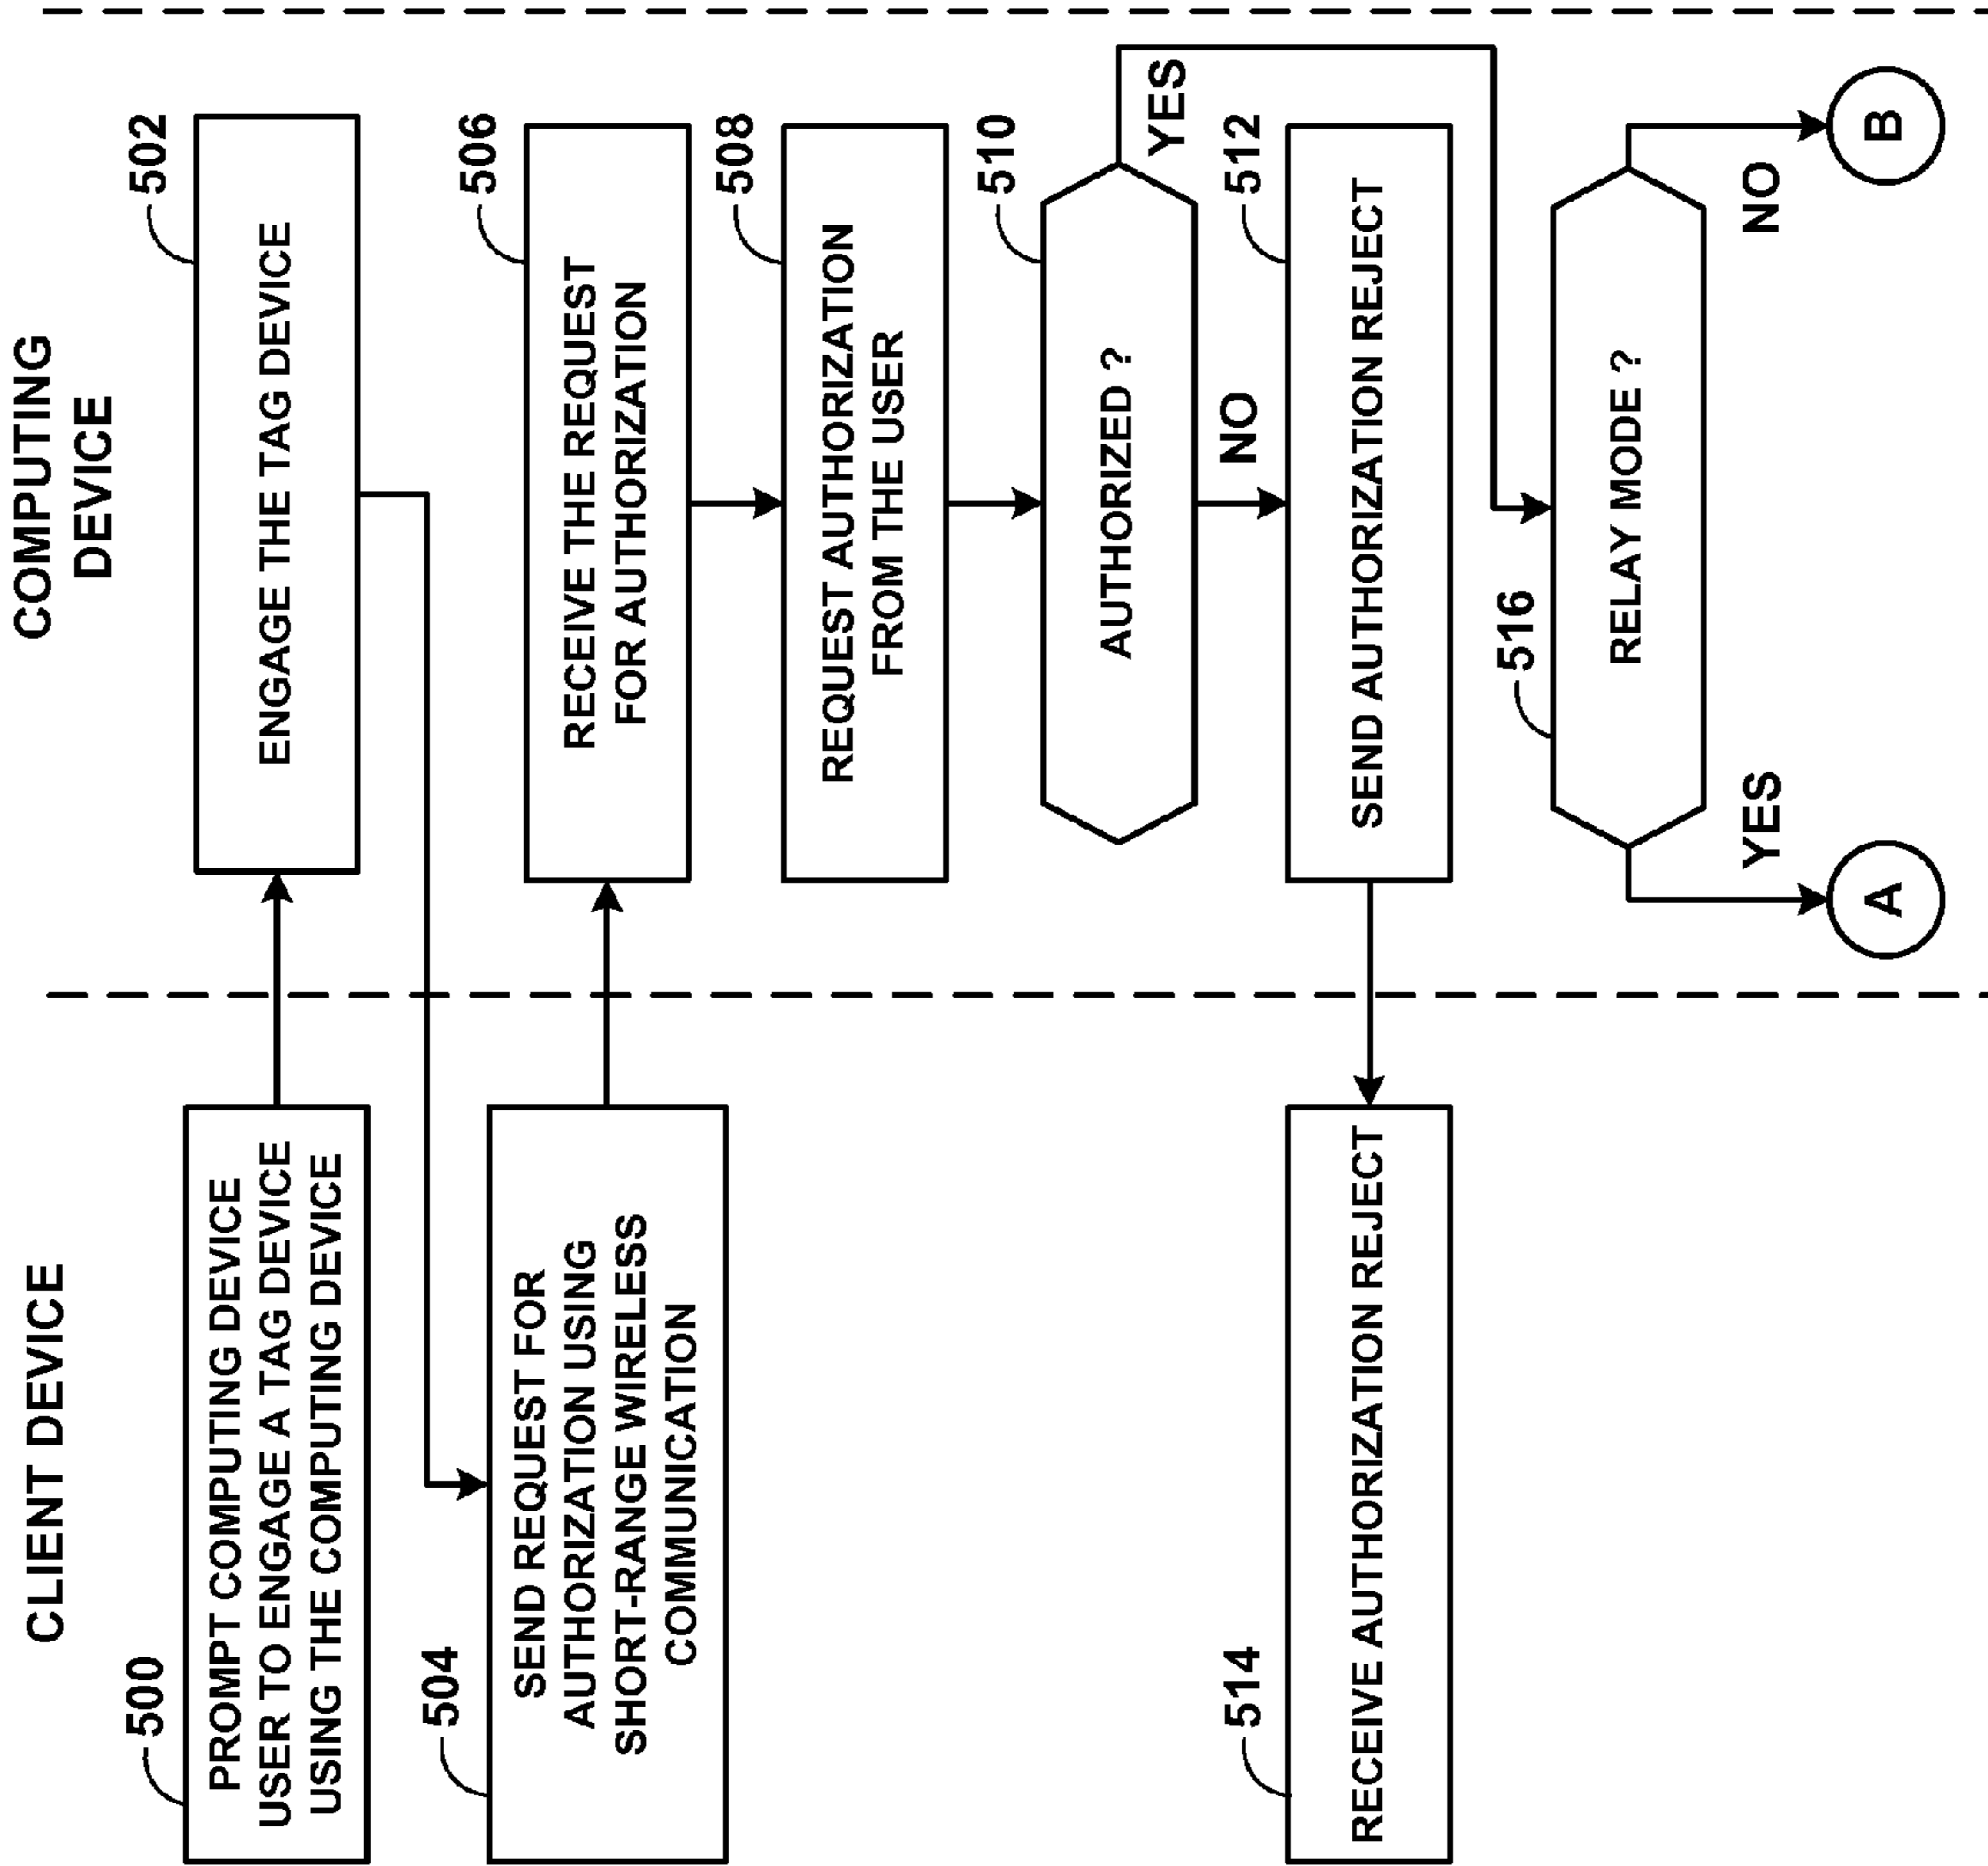 CLIENT DEVICE
COMPUTING
DEVICE
500
PROMPT COMPUTING DEVICE
USER TO ENGAGE A TAG DEVICE
USING THE COMPUTING DEVICE
502
ENGAGE THE TAG DEVICE
504
SEND REQUEST FOR
AUTHORIZATION USING
SHORT-RANGE WIRELESS
COMMUNICATION
506
RECEIVE THE REQUEST
FOR AUTHORIZATION
508
REQUEST AUTHORIZATION
FROM THE USER
510
AUTHORIZED ?
YES
NO
512
SEND AUTHORIZATION REJECT
514
RECEIVE AUTHORIZATION REJECT
516
RELAY MODE ?
YES
NO
A
B